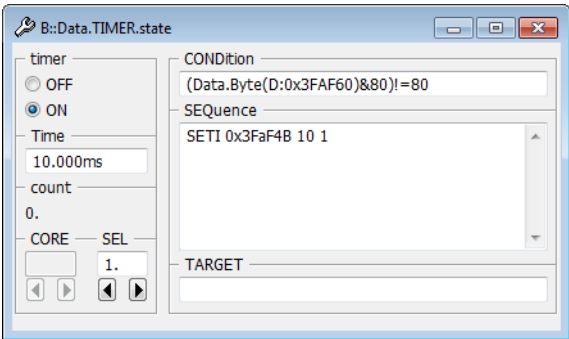 B::Data.TIMER.state
timer
OFF
ON
Time
10.000ms
count
0.
CORE
SEL
1.
CONDition
(Data.Byte(D:0x3FAF60)&80)!=80
SEQuence
SETI 0x3FaF4B 10 1
TARGET